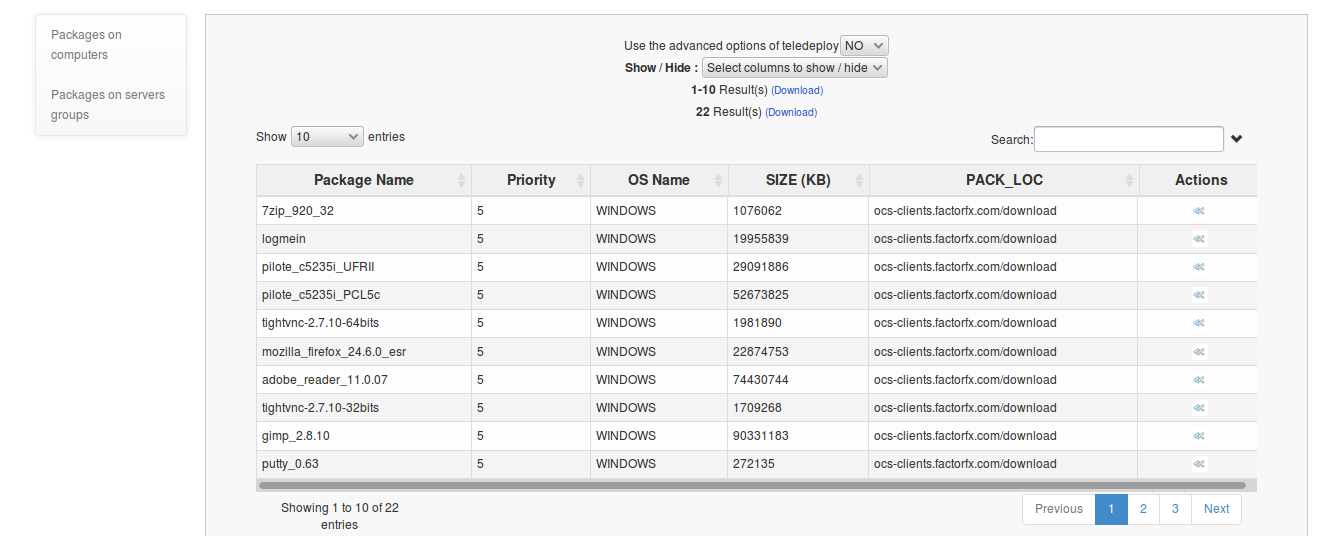 Packages on
computers
Packages on servers
groups
Use the advanced options of teledeploy NO
Show / Hide : Select columns to show / hide
1-10 Result(s) (Download)
22 Result(s) (Download)
Show 10 entries
Search:
Package Name Priority OS Name SIZE (KB) PACK_LOC Actions
7zip_920_32 5 WINDOWS 1076062 ocs-clients.factorfx.com/download
logmein 5 WINDOWS 19955839 ocs-clients.factorfx.com/download
pilote_c5235i_UFRII 5 WINDOWS 29091886 ocs-clients.factorfx.com/download
pilote_c5235i_PCL5c 5 WINDOWS 52673825 ocs-clients.factorfx.com/download
tightvnc-2.7.10-64bits 5 WINDOWS 1981890 ocs-clients.factorfx.com/download
mozilla_firefox_24.6.0_esr 5 WINDOWS 22874753 ocs-clients.factorfx.com/download
adobe_reader_11.0.07 5 WINDOWS 74430744 ocs-clients.factorfx.com/download
tightvnc-2.7.10-32bits 5 WINDOWS 1709268 ocs-clients.factorfx.com/download
gimp_2.8.10 5 WINDOWS 90331183 ocs-clients.factorfx.com/download
putty_0.63 5 WINDOWS 272135 ocs-clients.factorfx.com/download
Showing 1 to 10 of 22
entries
Previous 1 2 3 Next